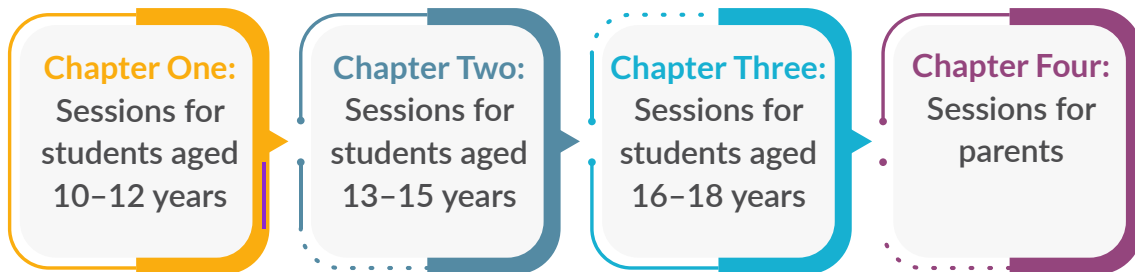 Chapter One:
Sessions for
students aged
10–12 years
Chapter Two:
Sessions for
students aged
13–15 years
Chapter Three:
Sessions for
students aged
16–18 years
Chapter Four:
Sessions for
parents